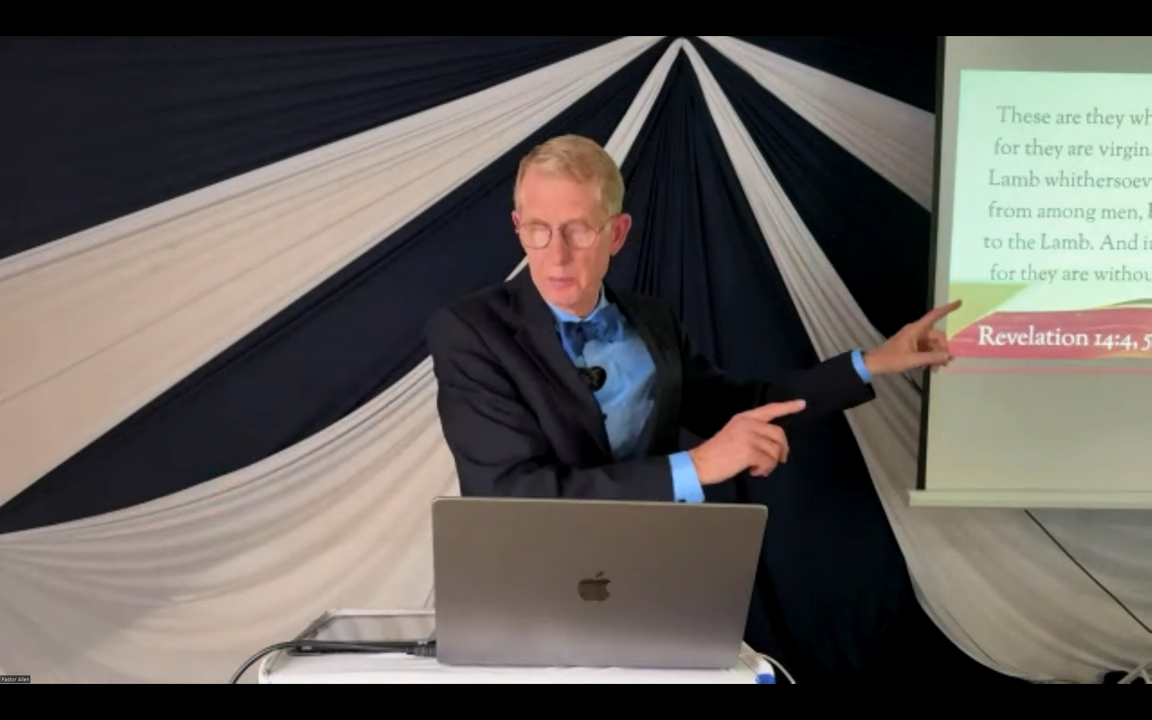 These are they wh
for they are virgin
Lamb whithersoev
from among men,
to the Lamb. And i
for they are withou
Revelation 14:4, 5
Pastor Allen